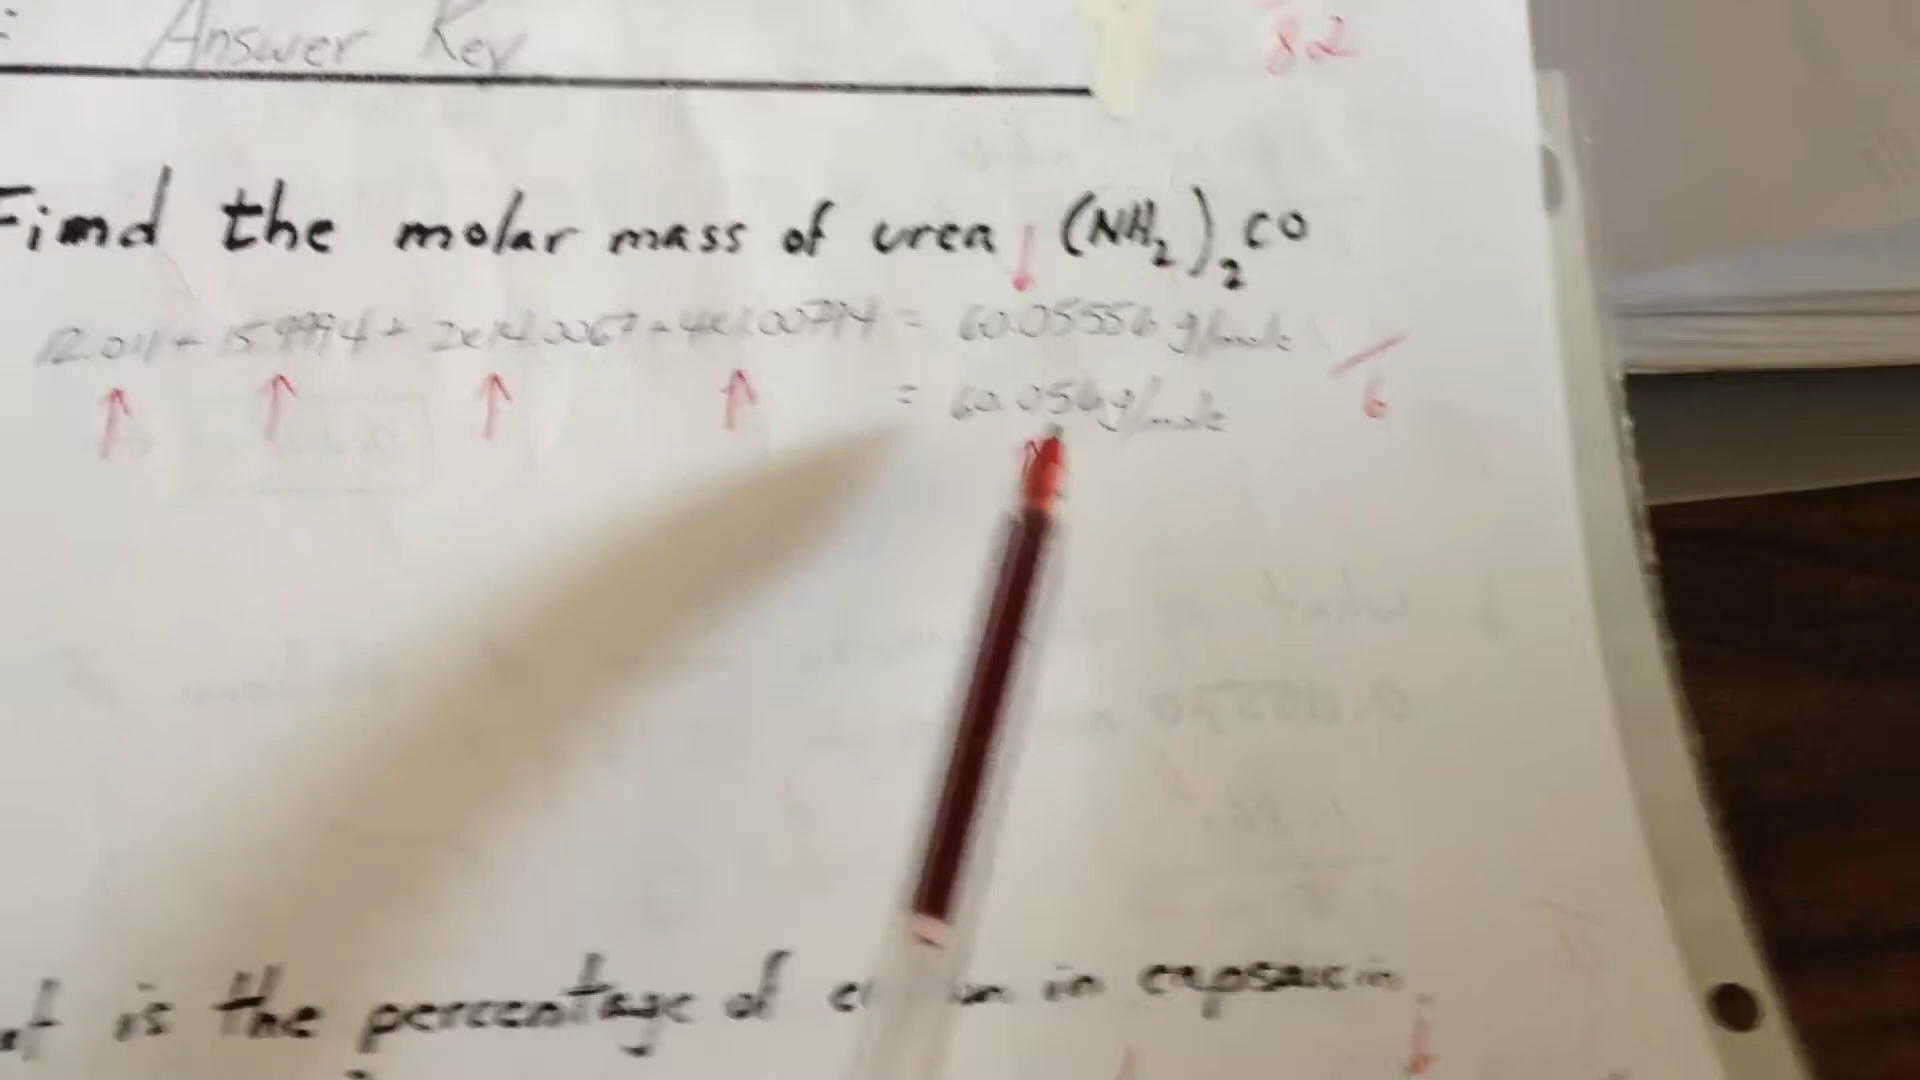 Answer Key
82
Find the molar mass of urea (NH₂)₂CO
12.011 + 15.9994 + 2x14.0067 + 4x1.00794 = 60.05556 g/mole
= 60.056 g/mole
6
is the percentage of in capsaicin